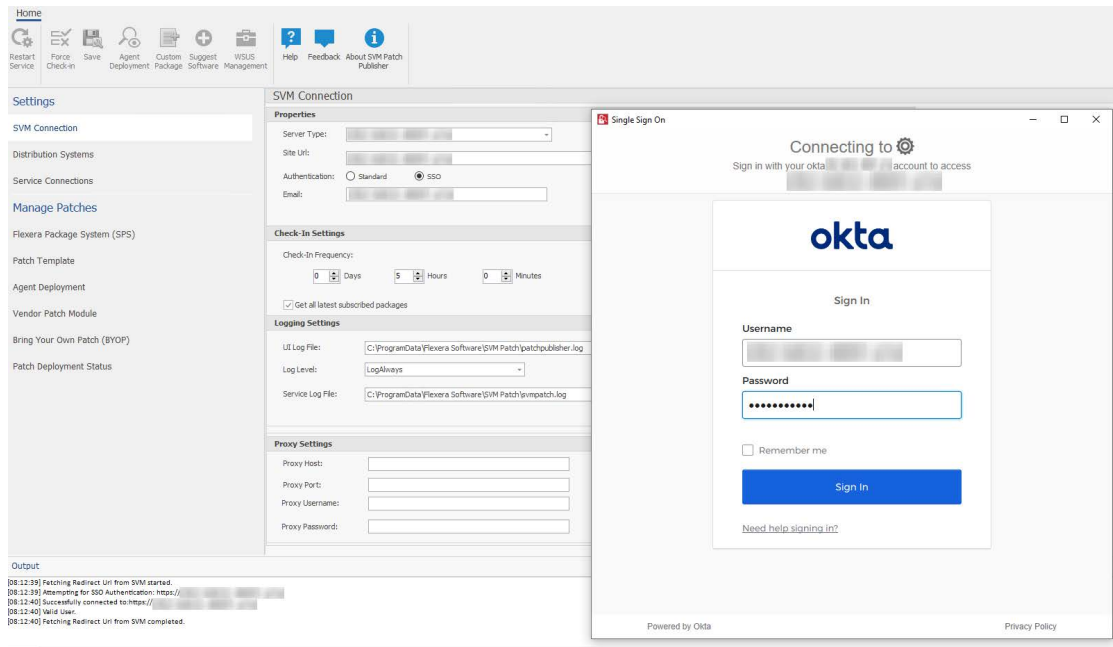 Home
Restart Service
Force Check-in
Save
Agent Deployment
Custom Package
Suggest Software
WSUS Management
Help
Feedback
About SVM Patch Publisher
Settings
SVM Connection
Distribution Systems
Service Connections
Manage Patches
Flexera Package System (SPS)
Patch Template
Agent Deployment
Vendor Patch Module
Bring Your Own Patch (BYOP)
Patch Deployment Status
SVM Connection
Properties
Server Type:
Site Url:
Authentication: Standard SSO
Email:
Check-In Settings
Check-In Frequency:
0 Days 5 Hours 0 Minutes
Get all latest subscribed packages
Logging Settings
UI Log File: C:\ProgramData\Flexera Software\SVM Patch\patchpublisher.log
Log Level: LogAlways
Service Log File: C:\ProgramData\Flexera Software\SVM Patch\svmpatch.log
Proxy Settings
Proxy Host:
Proxy Port:
Proxy Username:
Proxy Password:
Single Sign On
Connecting to
Sign in with your okta account to access
okta
Sign In
Username
Password
Remember me
Sign In
Need help signing in?
Powered by Okta
Privacy Policy
Output
[08:12:39] Fetching Redirect Url from SVM started.
[08:12:39] Attempting for SSO Authentication: https://
[08:12:40] Successfully connected to:https://
[08:12:40] Valid User.
[08:12:40] Fetching Redirect Url from SVM completed.